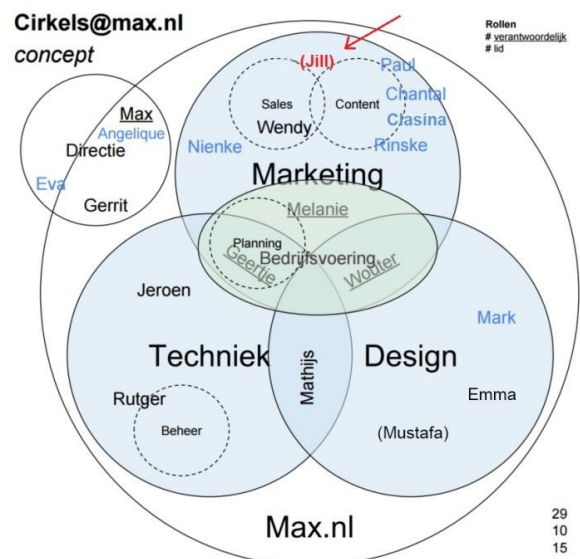 Cirkels@max.nl
concept
Rollen
# verantwoordelijk
# lid
(Jill)
Paul
Sales
Content
Chantal
Clasina
Wendy
Nienke
Rinske
Marketing
Max
Angelique
Directie
Eva
Gerrit
Melanie
Planning
Bedrijfsvoering
Geertje
Wouter
Jeroen
Mark
Techniek
Mathijs
Design
Rutger
Emma
Beheer
(Mustafa)
Max.nl
29
10
15